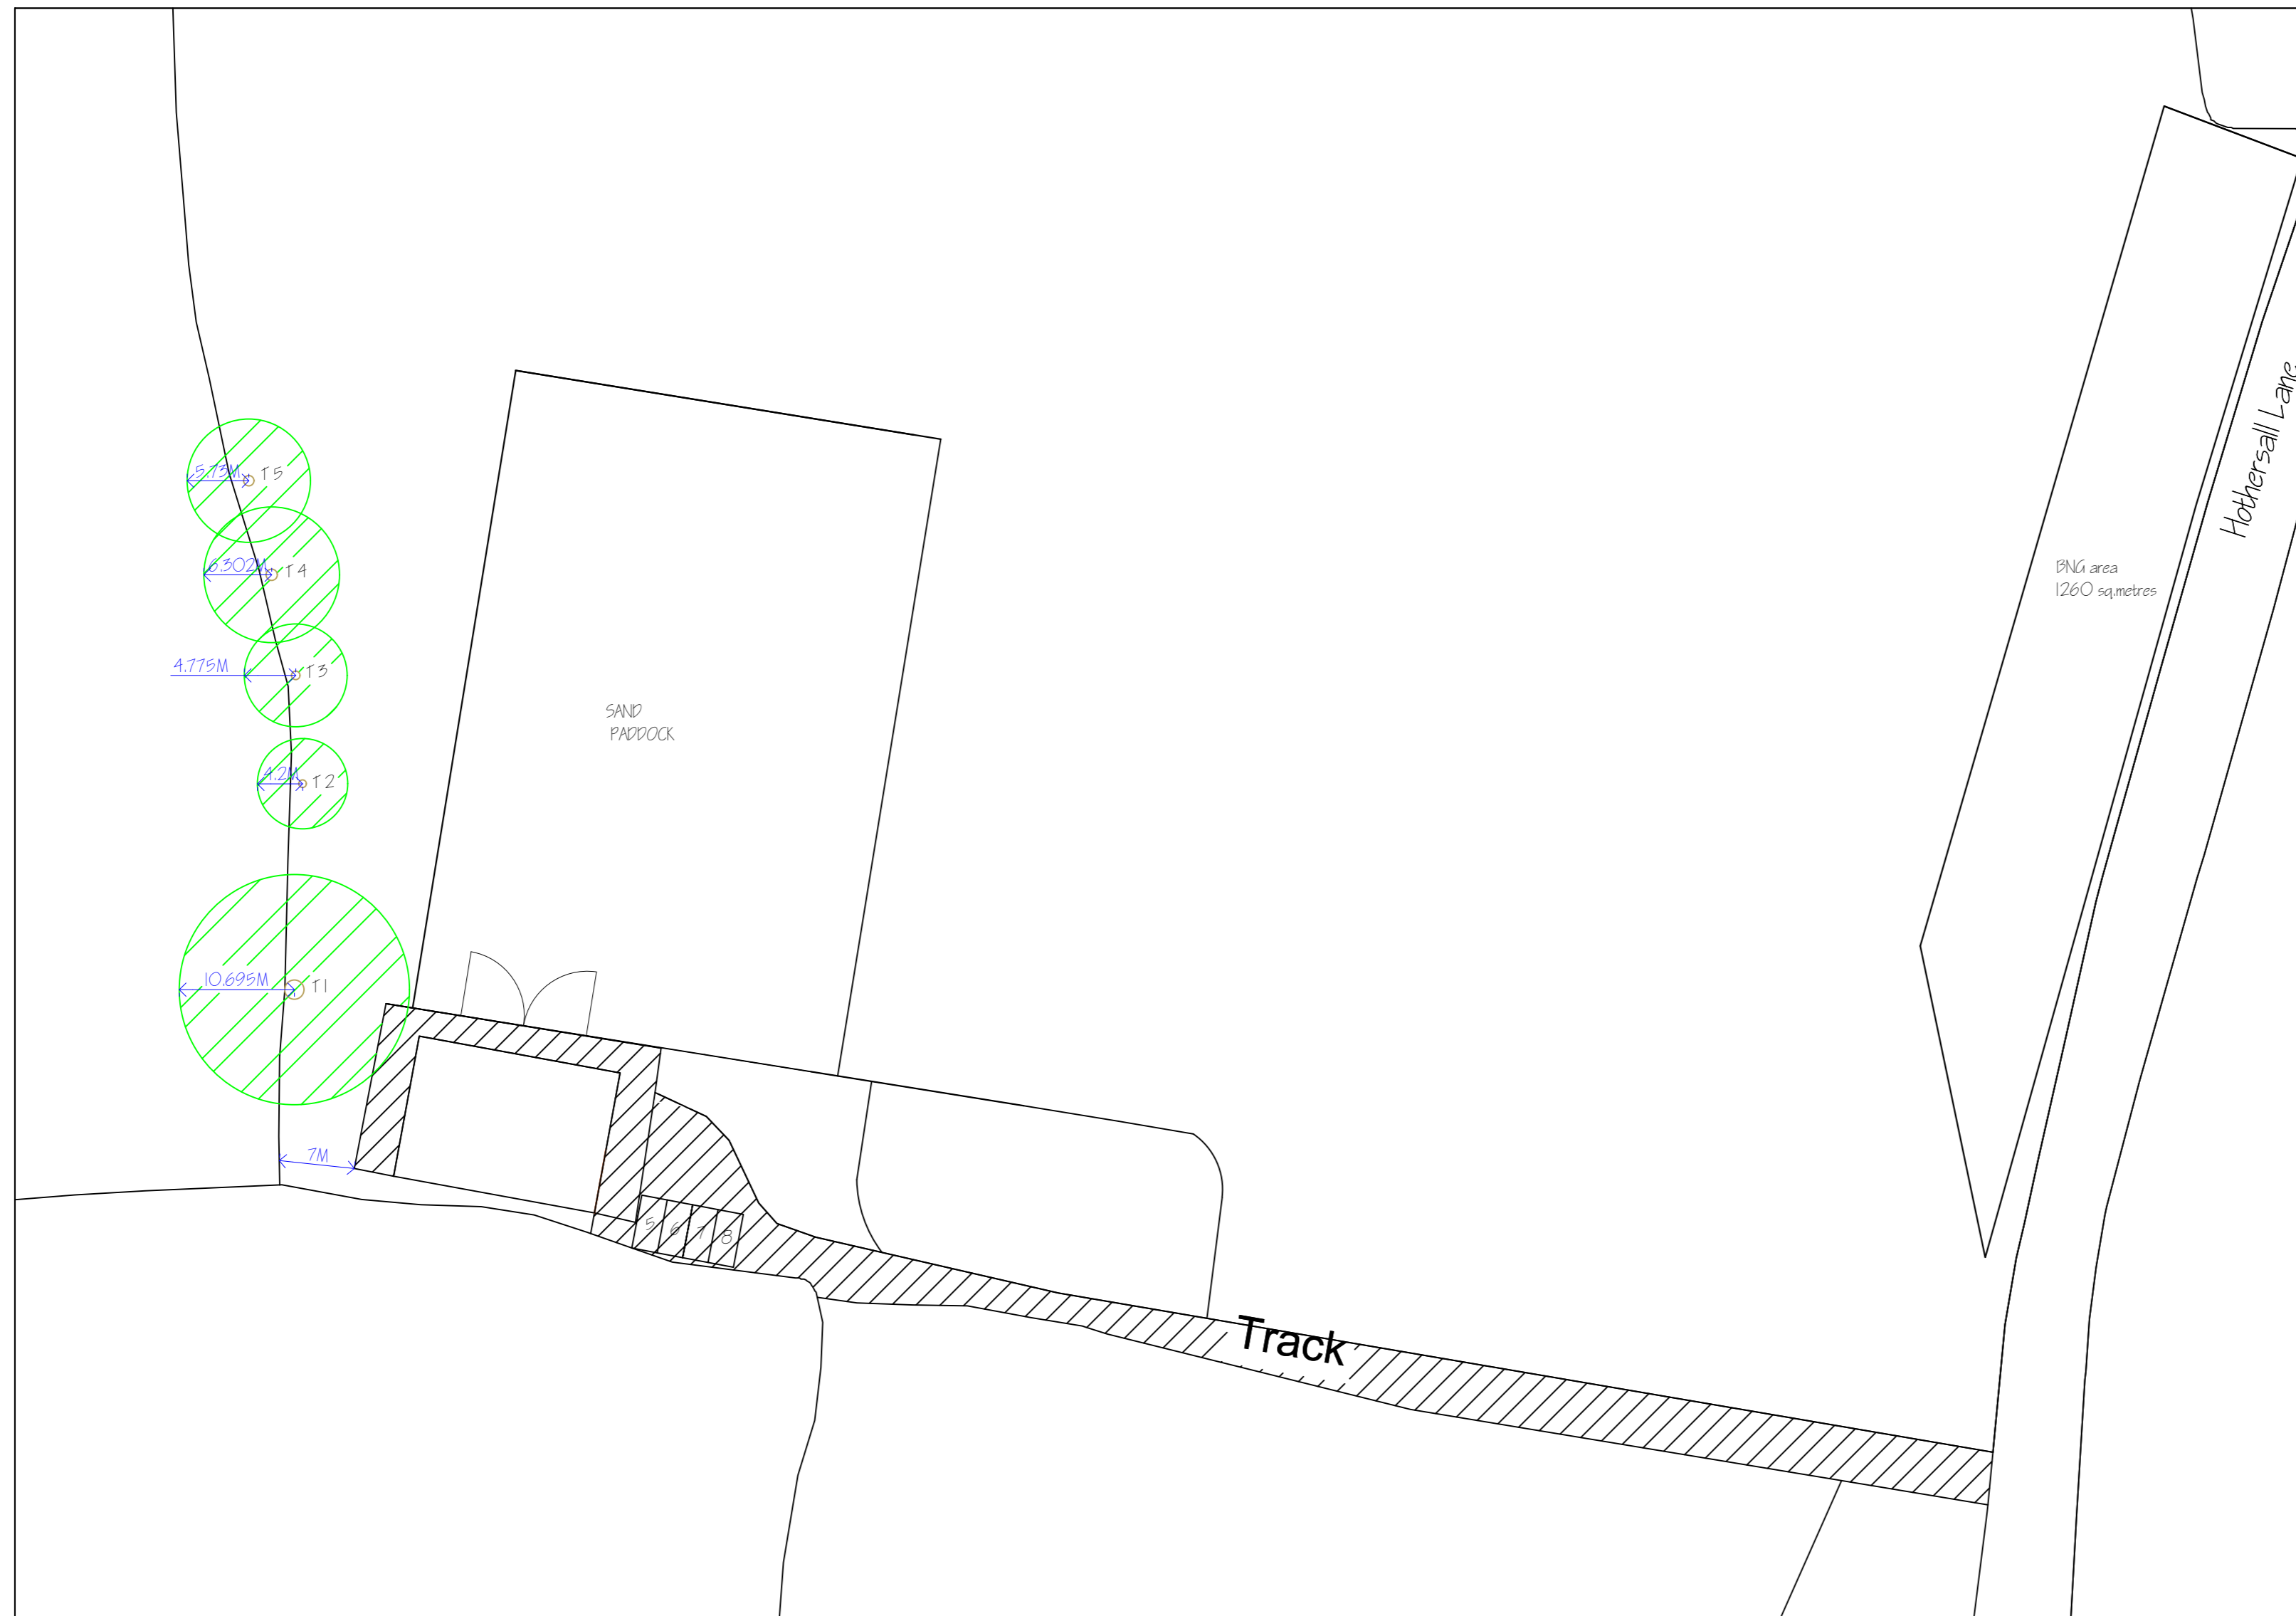 Hothersall Lane
5.73M
T5
6.302M
T4
BNG area
1260 sq.metres
4.775M
T3
SAND
PADDOCK
4.2M
T2
10.695M
T1
7M
5
6
7
8
Track